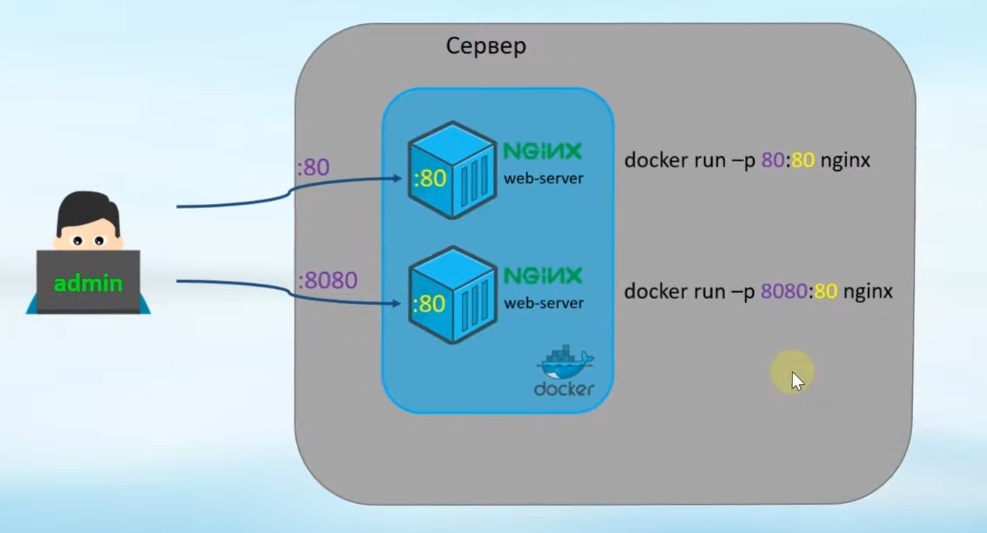 Сервер
:80
:80
NGINX
web-server
docker run –p 80:80 nginx
admin
:8080
:80
NGINX
web-server
docker run –p 8080:80 nginx
docker